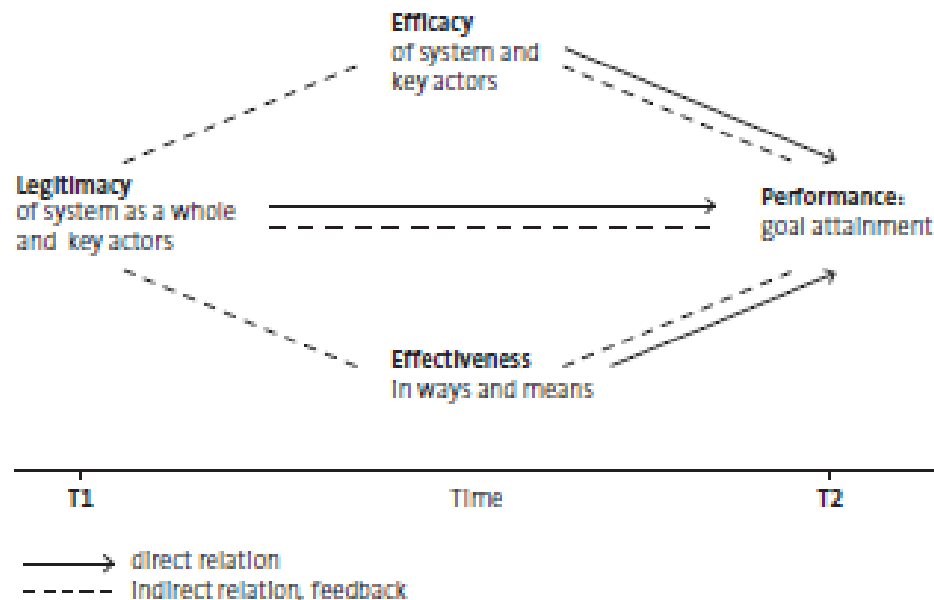 Efficacy
of system and
key actors
Legitimacy
of system as a whole
and key actors
Performance:
goal attainment
Effectiveness
in ways and means
T1
Time
T2
direct relation
indirect relation, feedback